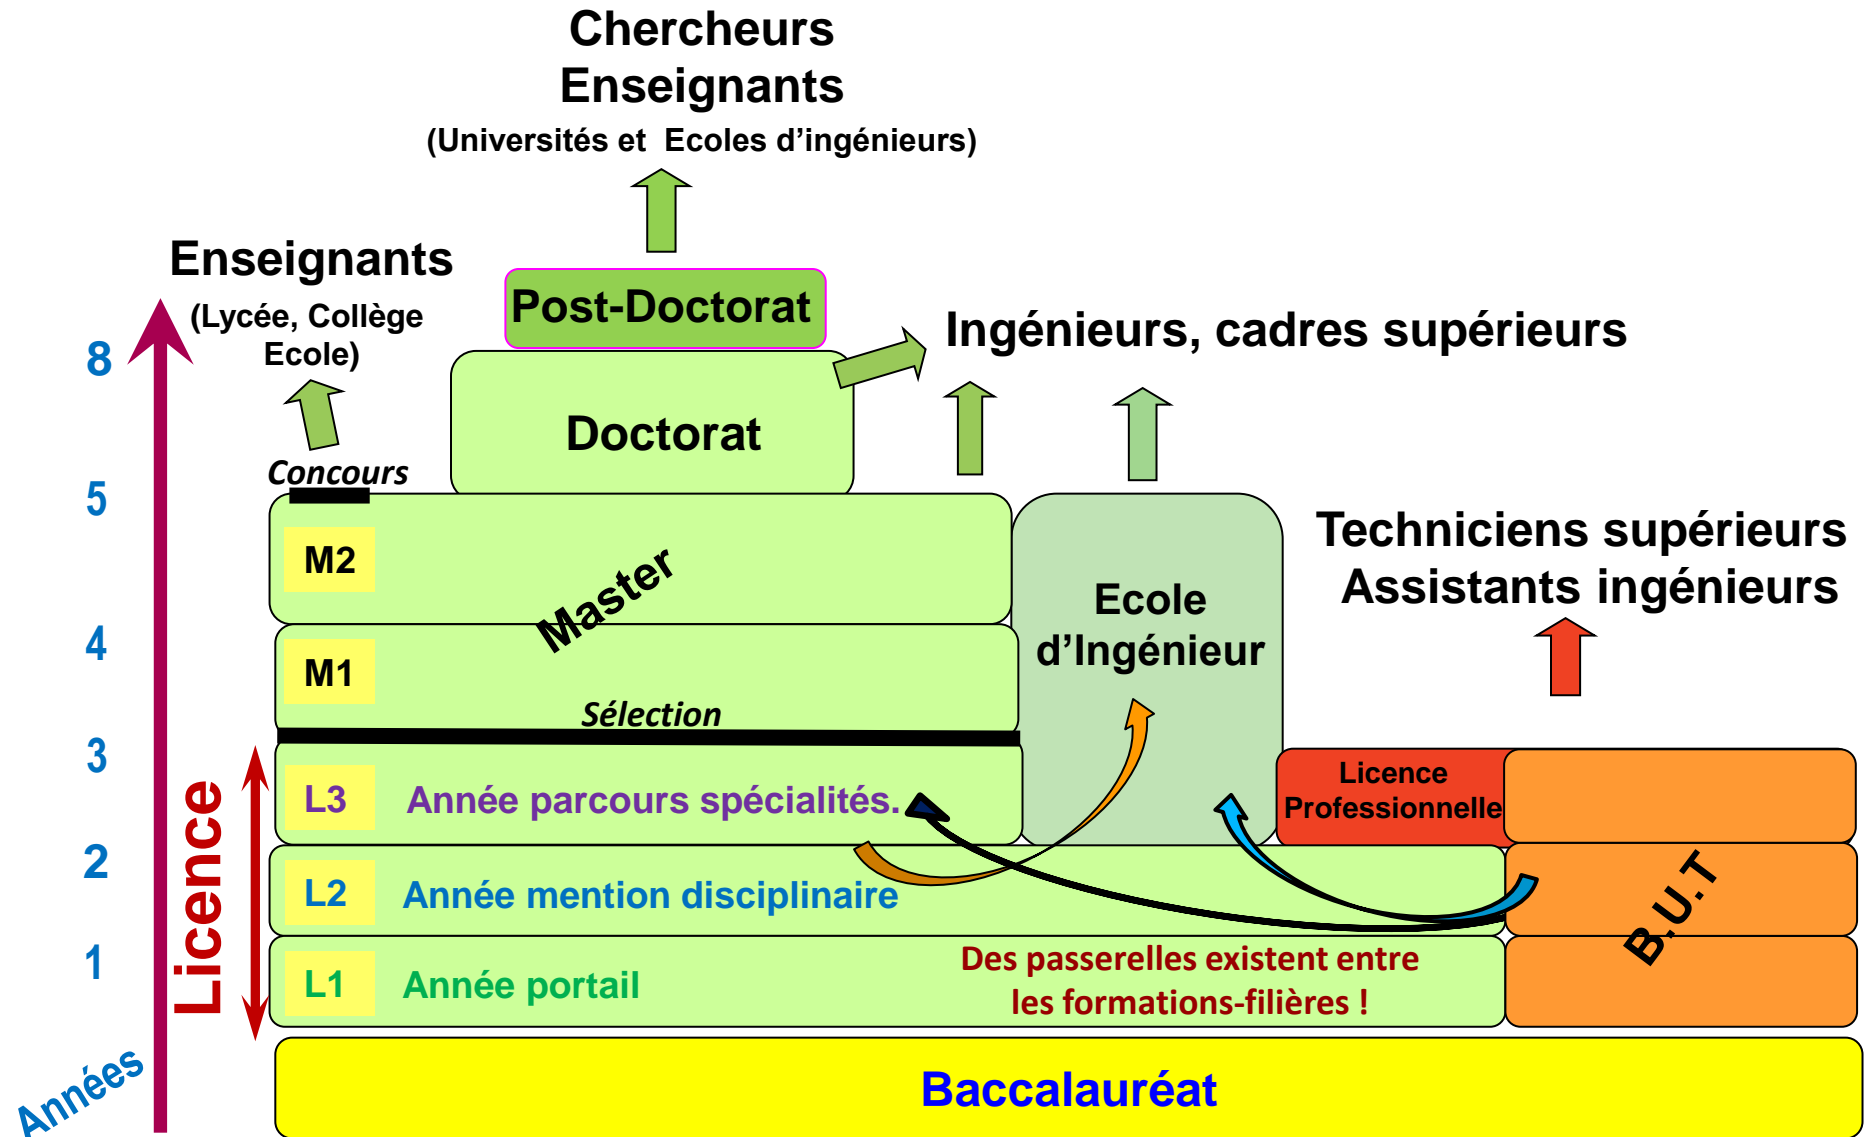 Chercheurs
Enseignants
(Universités et Ecoles d'ingénieurs)
Enseignants
(Lycée, Collège
Ecole)
Post-Doctorat
Ingénieurs, cadres supérieurs
8
Doctorat
Concours
5
Techniciens supérieurs
Assistants ingénieurs
M2
Master
Ecole
d'Ingénieur
4
M1
Sélection
3
Licence
L3
Année parcours spécialités.
Licence
Professionnelle
2
L2
Année mention disciplinaire
B.U.T
1
L1
Année portail
Des passerelles existent entre
les formations-filières !
Années
Baccalauréat